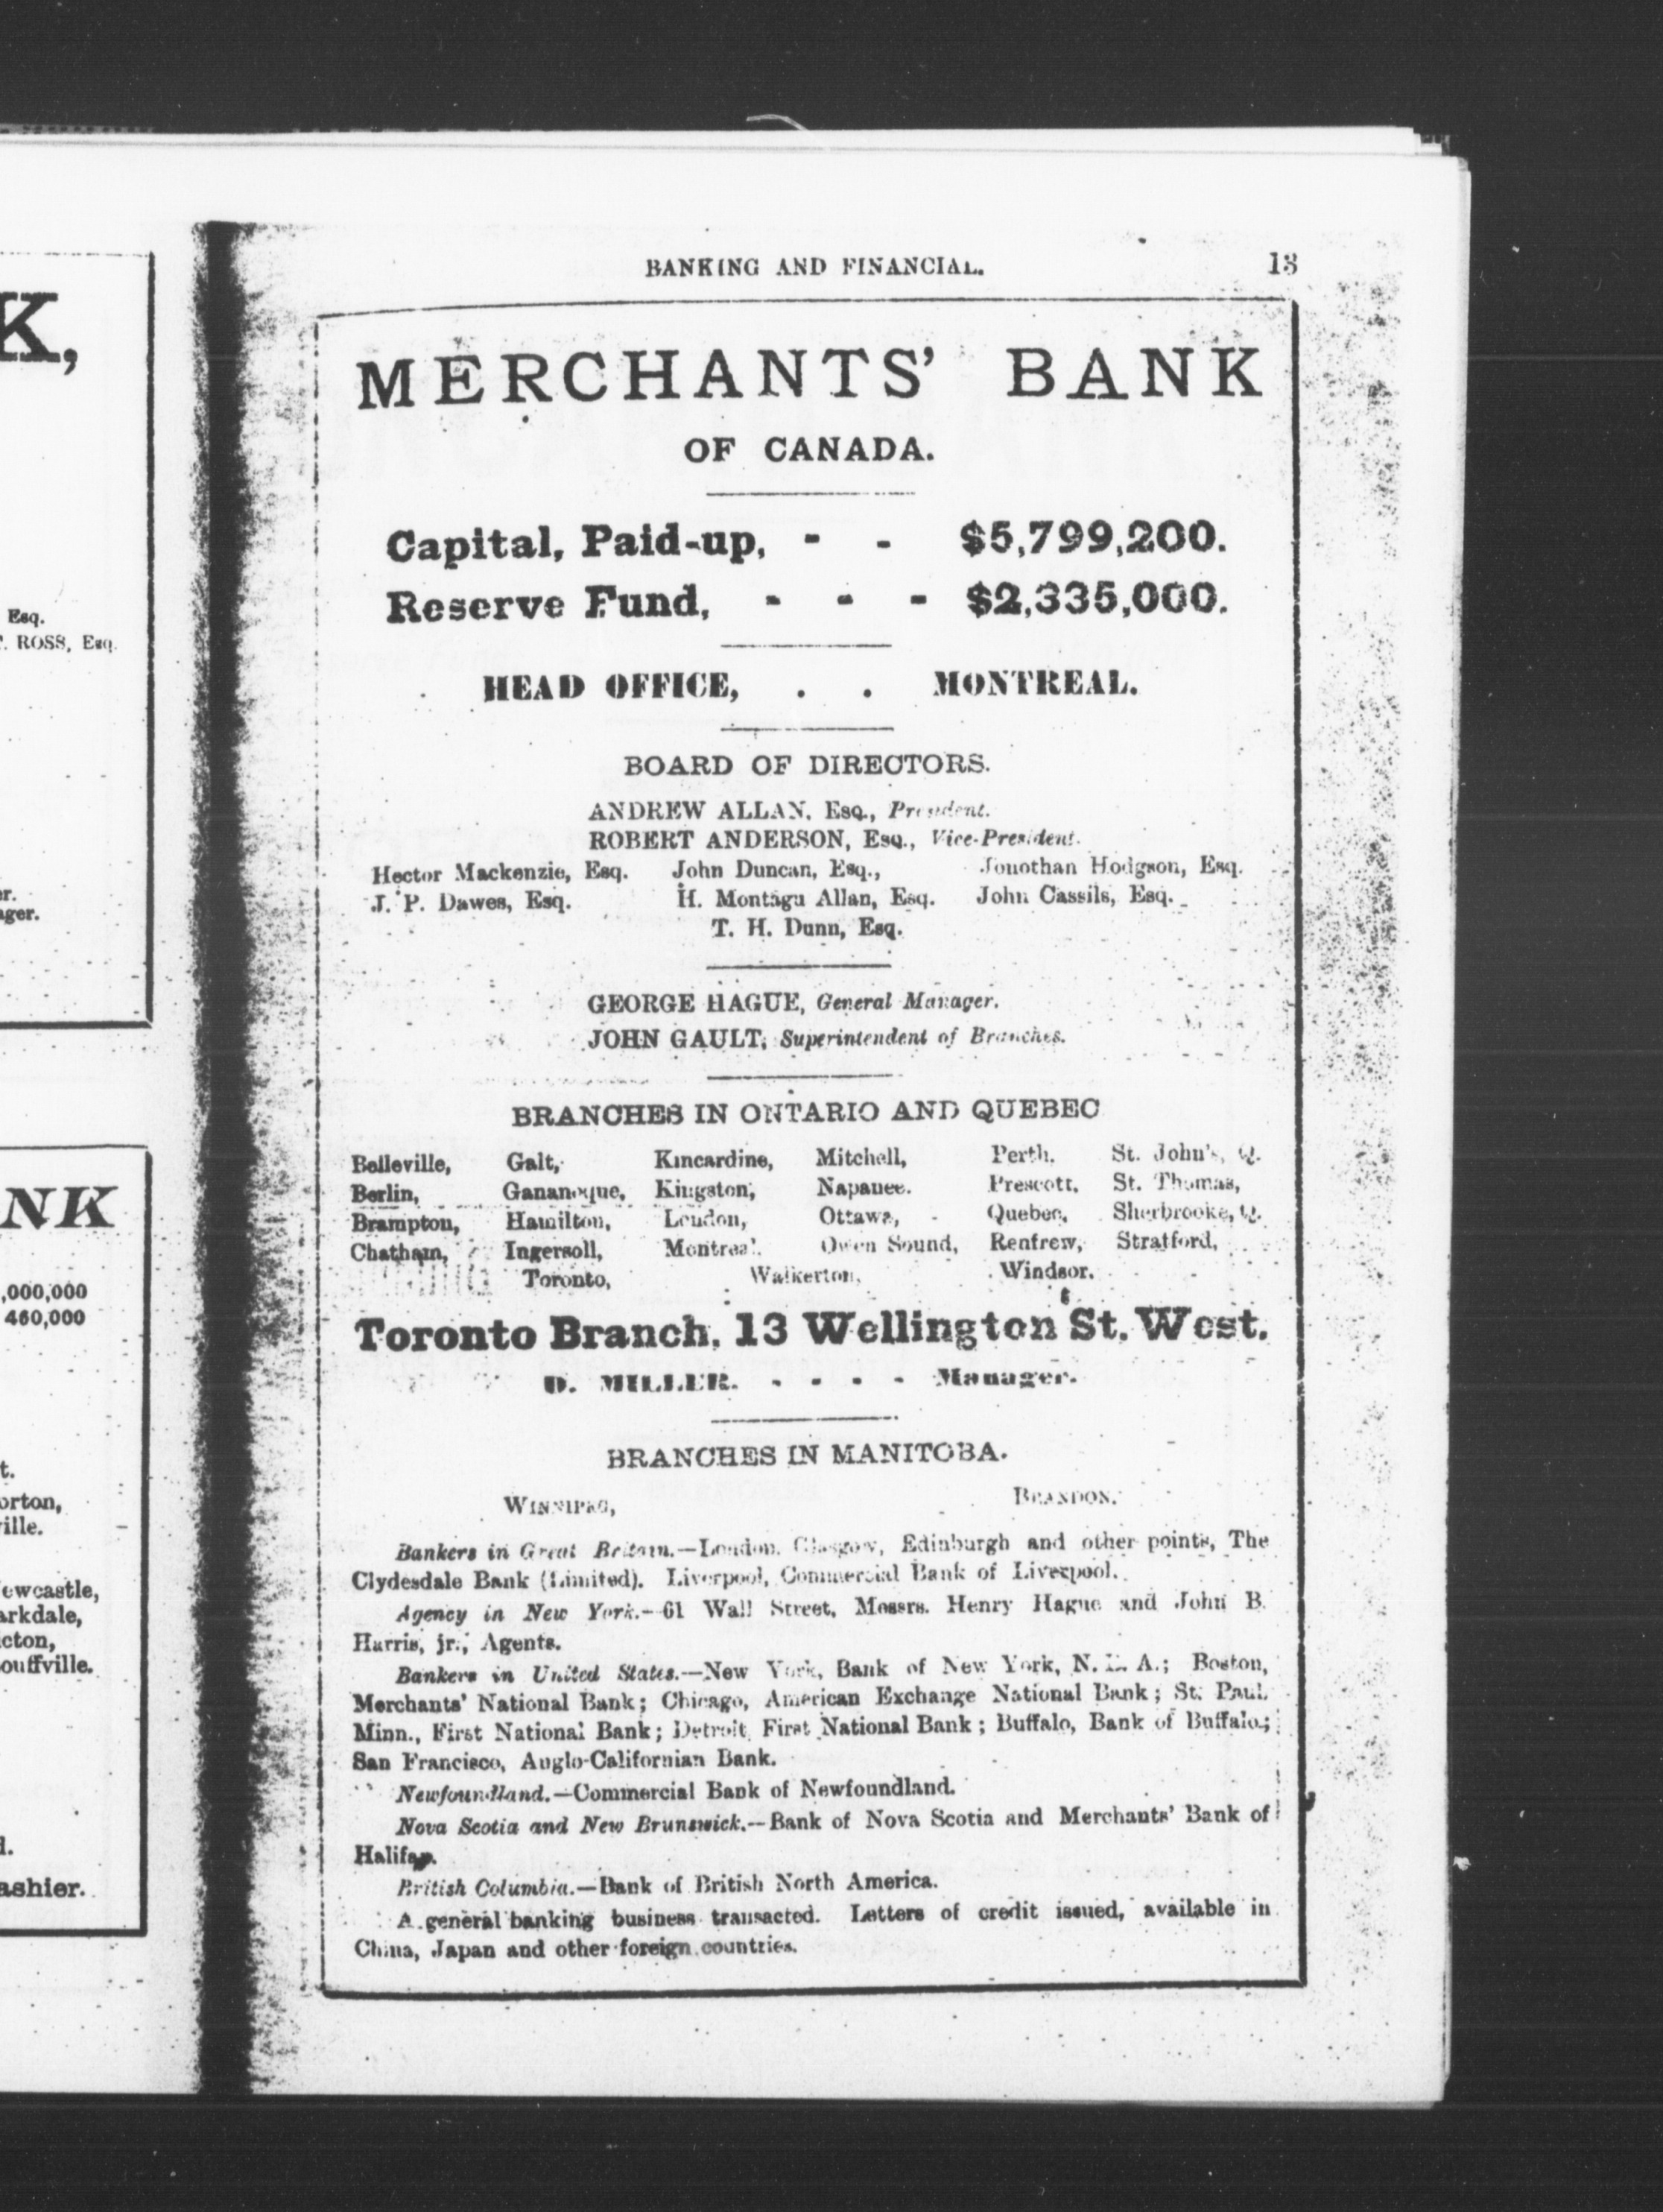 K,
Esq.
T. ROSS, Esq.
er.
ager.
NK
,000,000
460,000
t.
orton,
ville.
ewcastle,
arkdale,
cton,
ouffville.
d.
ashier.
BANKING AND FINANCIAL. 13
MERCHANTS' BANK
OF CANADA.
Capital, Paid-up, - - $5,799,200.
Reserve Fund, - - - $2,335,000.
HEAD OFFICE, . . MONTREAL.
BOARD OF DIRECTORS.
ANDREW ALLAN, Esq., President.
ROBERT ANDERSON, Esq., Vice-President.
Hector Mackenzie, Esq. John Duncan, Esq., Jonothan Hodgson, Esq.
J. P. Dawes, Esq. H. Montagu Allan, Esq. John Cassils, Esq.
T. H. Dunn, Esq.
GEORGE HAGUE, General Manager.
JOHN GAULT, Superintendent of Branches.
BRANCHES IN ONTARIO AND QUEBEC
Belleville, Galt, Kincardine, Mitchell, Perth, St. John's, Q.
Berlin, Gananoque, Kingston, Napanee. Prescott, St. Thomas,
Brampton, Hamilton, London, Ottawa, Quebec, Sherbrooke, Q.
Chatham, Ingersoll, Montreal, Owen Sound, Renfrew, Stratford,
Toronto, Walkerton, Windsor.
Toronto Branch, 13 Wellington St. West.
D. MILLER. - - - - Manager.
BRANCHES IN MANITOBA.
WINNIPEG, BRANDON.
Bankers in Great Britain.—London, Glasgow, Edinburgh and other points, The
Clydesdale Bank (Limited). Liverpool, Commercial Bank of Liverpool.
Agency in New York.—61 Wall Street, Messrs. Henry Hague and John B.
Harris, jr., Agents.
Bankers in United States.—New York, Bank of New York, N. B. A.; Boston,
Merchants' National Bank; Chicago, American Exchange National Bank; St. Paul,
Minn., First National Bank; Detroit, First National Bank; Buffalo, Bank of Buffalo;
San Francisco, Anglo-Californian Bank.
Newfoundland.—Commercial Bank of Newfoundland.
Nova Scotia and New Brunswick.—Bank of Nova Scotia and Merchants' Bank of
Halifax.
British Columbia.—Bank of British North America.
A general banking business transacted. Letters of credit issued, available in
China, Japan and other foreign countries.